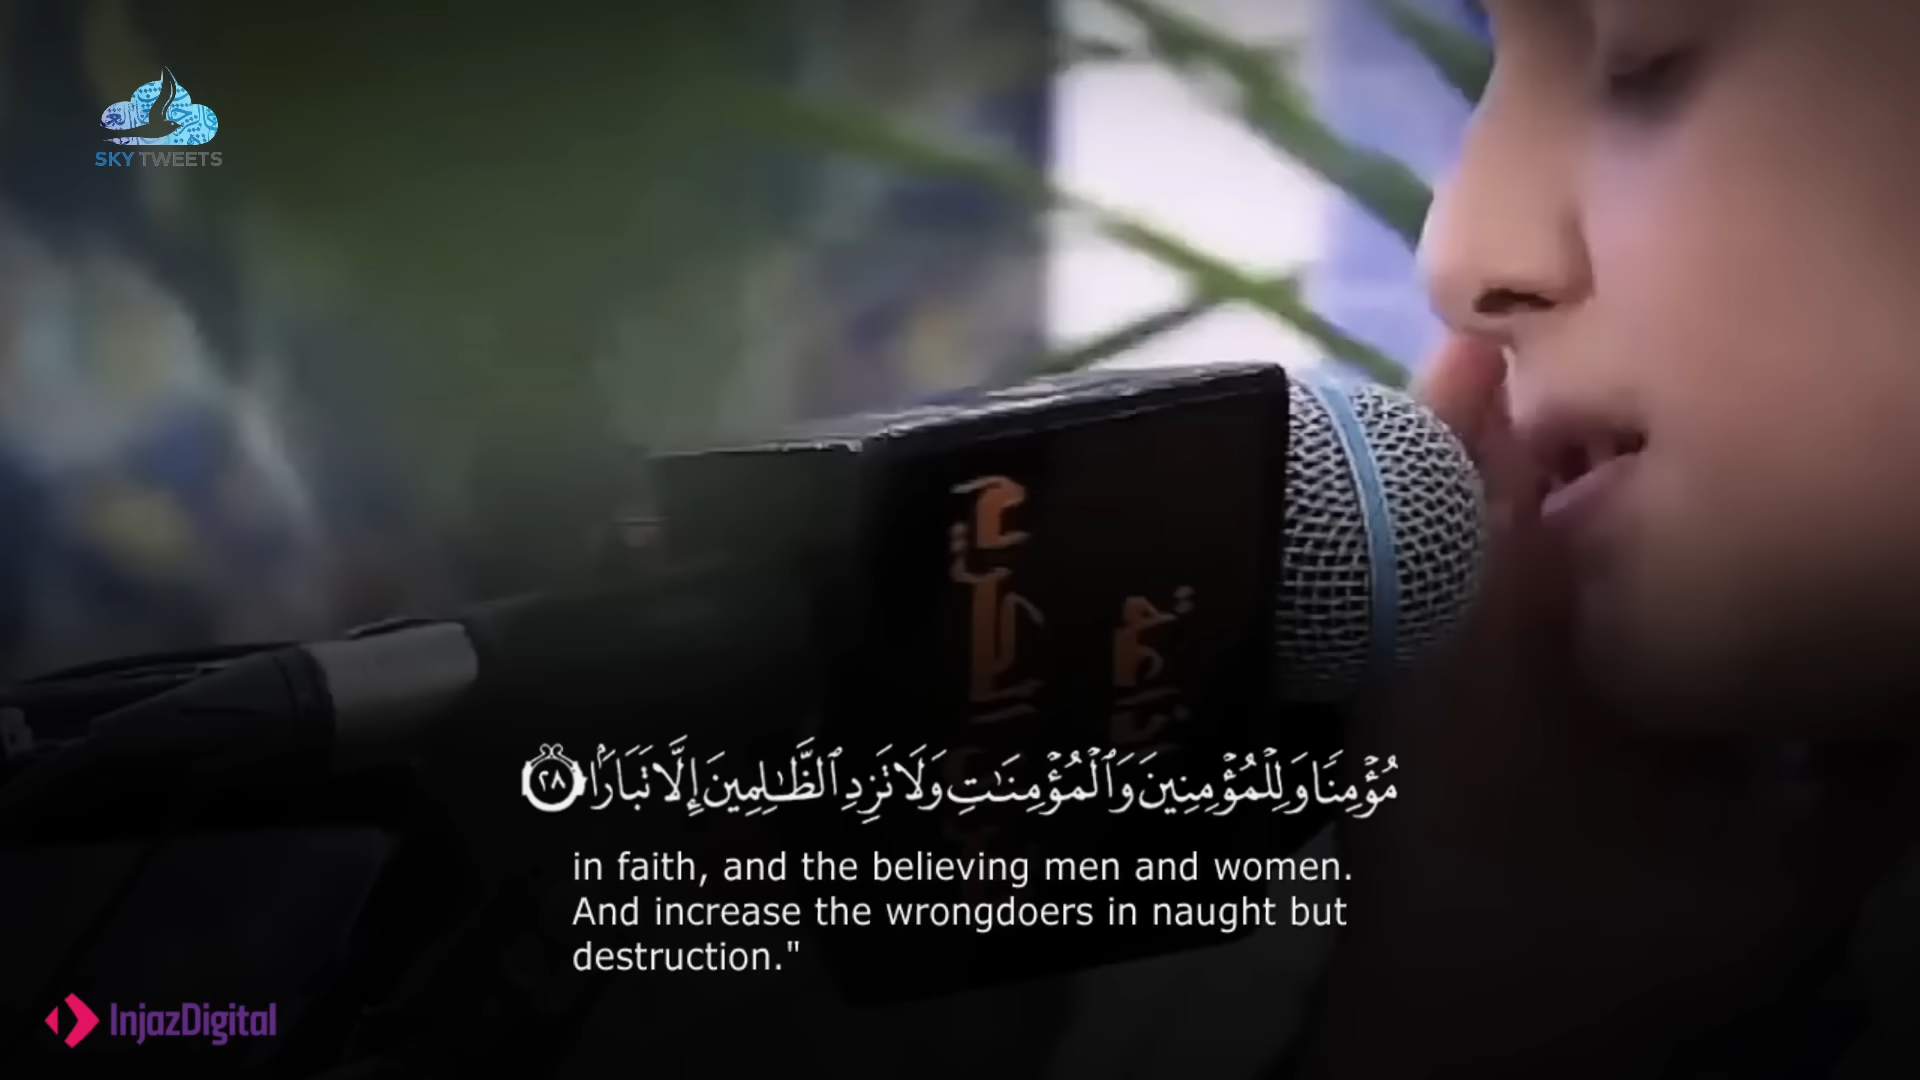 SKY TWEETS
الكريم
مُؤْمِنًا وَلِلْمُؤْمِنِينَ وَٱلْمُؤْمِنَٰتِ وَلَا تَزِدِ ٱلظَّٰلِمِينَ إِلَّا تَبَارًۢا ٢٨
in faith, and the believing men and women.
And increase the wrongdoers in naught but
destruction."
InjazDigital